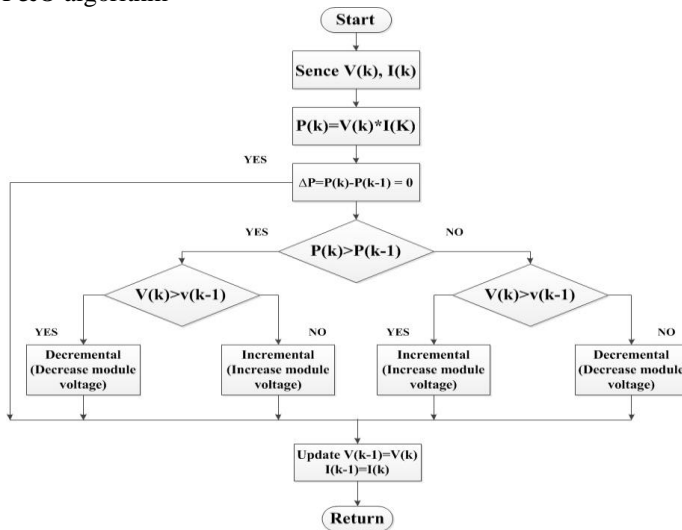 Start
Sence V(k), I(k)
P(k)=V(k)*I(K)
YES
ΔP=P(k)-P(k-1) = 0
YES
P(k)>P(k-1)
NO
V(k)>v(k-1)
V(k)>v(k-1)
YES
NO
YES
NO
Decremental
(Decrease module
voltage)
Incremental
(Increase module
voltage)
Incremental
(Increase module
voltage)
Decremental
(Decrease module
voltage)
Update V(k-1)=V(k)
I(k-1)=I(k)
Return